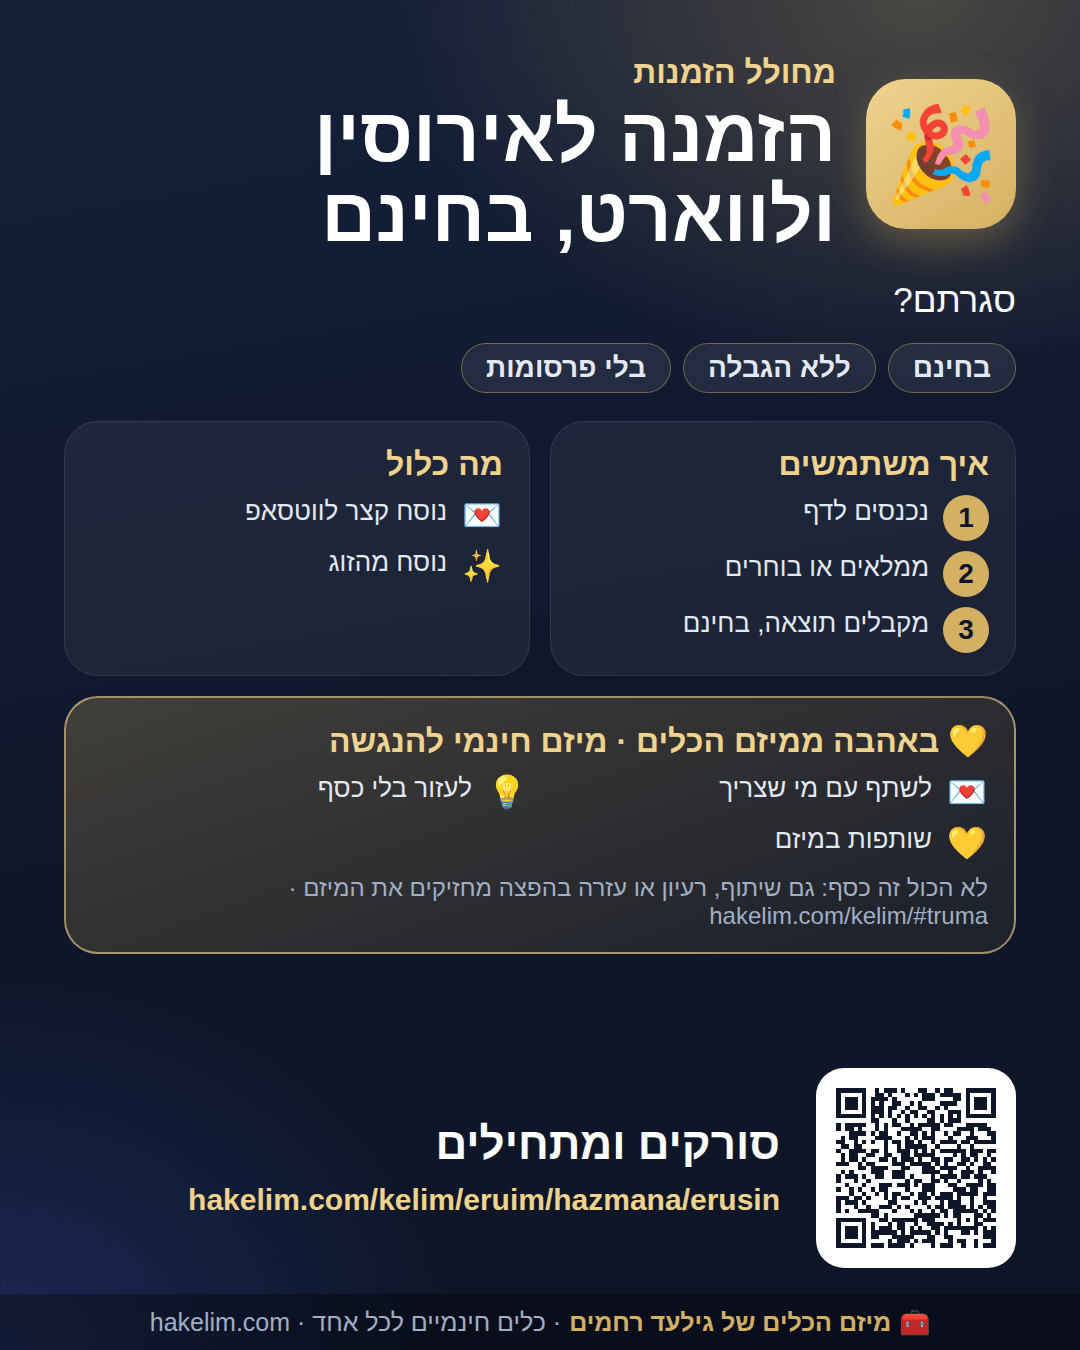 מחולל הזמנות
הזמנה לאירוסין
ולווארט, בחינם
סגרתם?
בחינם
ללא הגבלה
בלי פרסומות
איך משתמשים
1 נכנסים לדף
2 ממלאים או בוחרים
3 מקבלים תוצאה, בחינם
מה כלול
נוסח קצר לווטסאפ
נוסח מהזוג
באהבה ממיזם הכלים · מיזם חינמי להנגשה
לשתף עם מי שצריך
לעזור בלי כסף
שותפות במיזם
לא הכול זה כסף: גם שיתוף, רעיון או עזרה בהפצה מחזיקים את המיזם ·
hakelim.com/kelim/#truma
סורקים ומתחילים
hakelim.com/kelim/eruim/hazmana/erusin
מיזם הכלים של גילעד רחמים · כלים חינמיים לכל אחד · hakelim.com